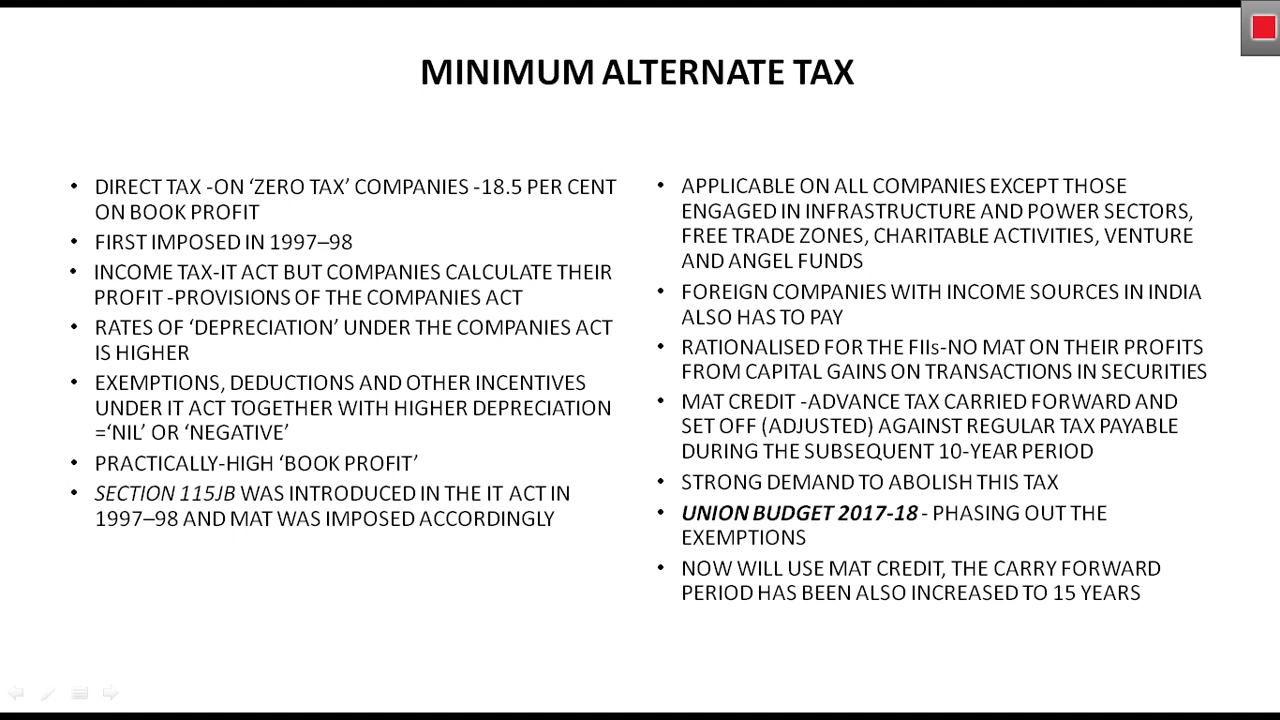 MINIMUM ALTERNATE TAX
• DIRECT TAX -ON ‘ZERO TAX’ COMPANIES -18.5 PER CENT
ON BOOK PROFIT
• FIRST IMPOSED IN 1997–98
• INCOME TAX-IT ACT BUT COMPANIES CALCULATE THEIR
PROFIT -PROVISIONS OF THE COMPANIES ACT
• RATES OF ‘DEPRECIATION’ UNDER THE COMPANIES ACT
IS HIGHER
• EXEMPTIONS, DEDUCTIONS AND OTHER INCENTIVES
UNDER IT ACT TOGETHER WITH HIGHER DEPRECIATION
=‘NIL’ OR ‘NEGATIVE’
• PRACTICALLY-HIGH ‘BOOK PROFIT’
• SECTION 115JB WAS INTRODUCED IN THE IT ACT IN
1997–98 AND MAT WAS IMPOSED ACCORDINGLY
• APPLICABLE ON ALL COMPANIES EXCEPT THOSE
ENGAGED IN INFRASTRUCTURE AND POWER SECTORS,
FREE TRADE ZONES, CHARITABLE ACTIVITIES, VENTURE
AND ANGEL FUNDS
• FOREIGN COMPANIES WITH INCOME SOURCES IN INDIA
ALSO HAS TO PAY
• RATIONALISED FOR THE FIIs-NO MAT ON THEIR PROFITS
FROM CAPITAL GAINS ON TRANSACTIONS IN SECURITIES
• MAT CREDIT -ADVANCE TAX CARRIED FORWARD AND
SET OFF (ADJUSTED) AGAINST REGULAR TAX PAYABLE
DURING THE SUBSEQUENT 10-YEAR PERIOD
• STRONG DEMAND TO ABOLISH THIS TAX
• UNION BUDGET 2017-18 - PHASING OUT THE
EXEMPTIONS
• NOW WILL USE MAT CREDIT, THE CARRY FORWARD
PERIOD HAS BEEN ALSO INCREASED TO 15 YEARS